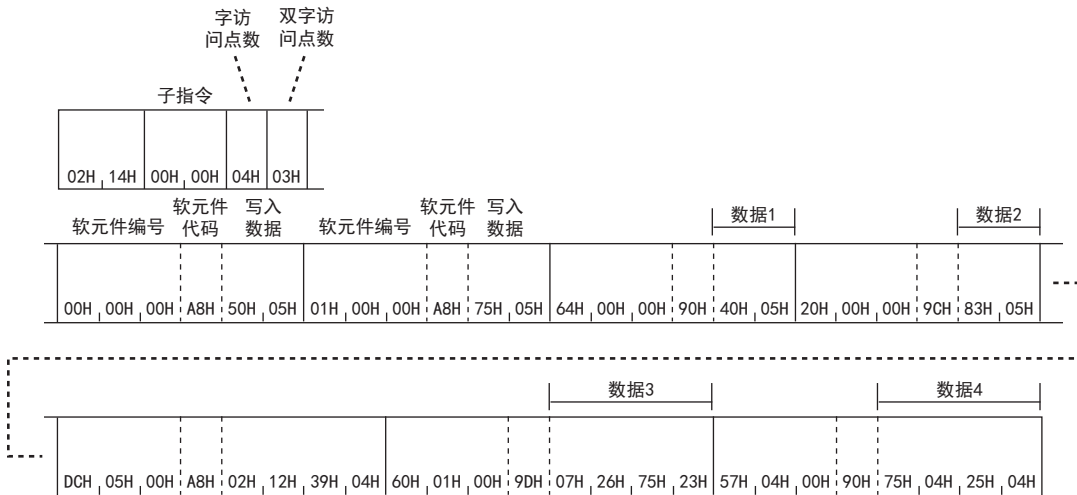 字访问点数 双字访问点数
子指令
02H 14H 00H 00H 04H 03H
软元件编号 软元件代码 写入数据 软元件编号 软元件代码 写入数据 数据1 数据2
00H 00H 00H A8H 50H 05H 01H 00H 00H A8H 75H 05H 64H 00H 00H 90H 40H 05H 20H 00H 00H 9CH 83H 05H
数据3 数据4
DCH 05H 00H A8H 02H 12H 39H 04H 60H 01H 00H 9DH 07H 26H 75H 23H 57H 04H 00H 90H 75H 04H 25H 04H